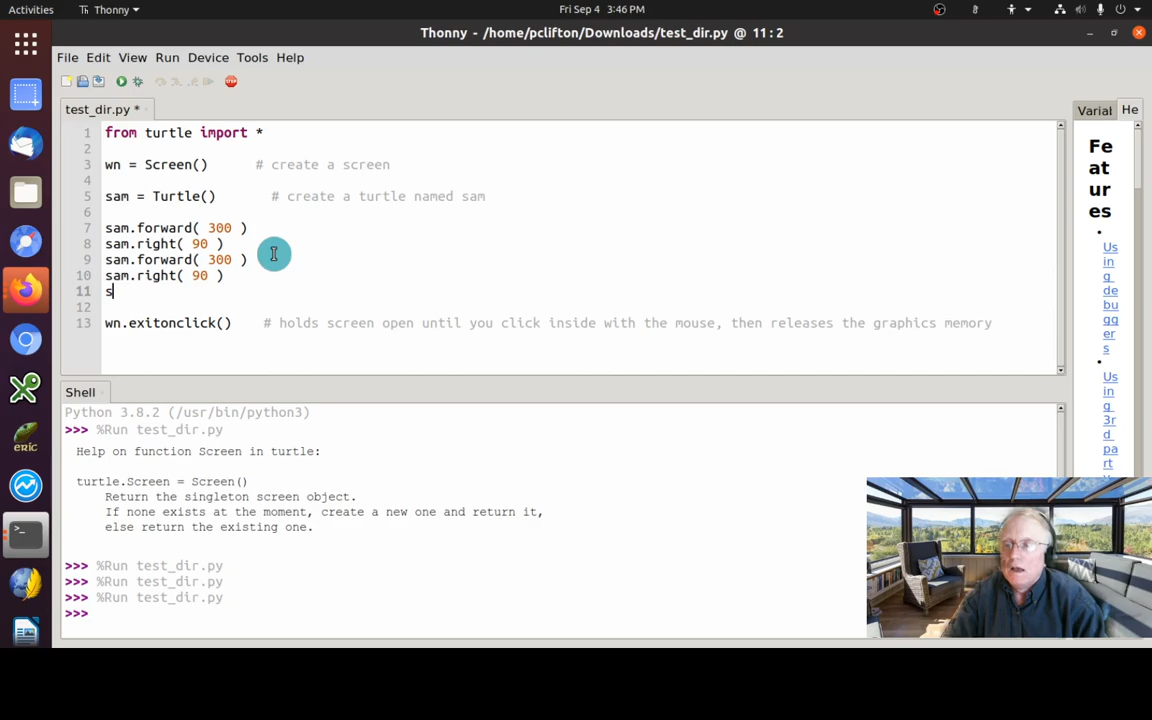 Activities Thonny Fri Sep 4 3:46 PM
Thonny - /home/pclifton/Downloads/test_dir.py @ 11 : 2
File Edit View Run Device Tools Help
STOP
test_dir.py * Variab He
1 from turtle import *
2
3 wn = Screen() # create a screen
4
5 sam = Turtle() # create a turtle named sam
6
7 sam.forward( 300 )
8 sam.right( 90 )
9 sam.forward( 300 )
10 sam.right( 90 )
11 s
12
13 wn.exitonclick() # holds screen open until you click inside with the mouse, then releases the graphics memory
Fe
at
ur
es
Us
in
g
de
bu
gg
er
s
Us
in
g
3r
d
pa
rt
Shell
Python 3.8.2 (/usr/bin/python3)
>>> %Run test_dir.py
Help on function Screen in turtle:
turtle.Screen = Screen()
Return the singleton screen object.
If none exists at the moment, create a new one and return it,
else return the existing one.
>>> %Run test_dir.py
>>> %Run test_dir.py
>>> %Run test_dir.py
>>>
eric